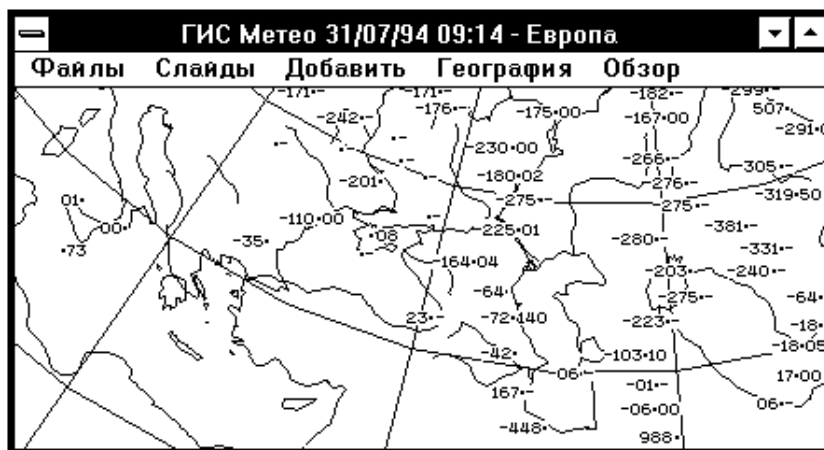 ГИС Метео 31/07/94 09:14 - Европа
Файлы Слайды Добавить География Обзор
-171·- -171·- -182·- -299·-
-242·- -176·- -175·00 -167·00 507· -291·0
·-
-230·00
-266· -305·-
-201· -180·02 -276·-
01· -275·- 275·- -319·50
-110·00 225·01 -381·-
00· -35· ·08 -280·- -331·-
·73
-164·04 -203· -240·-
-64· -275·- -64·
23·- -72·140 -223·- -18·
-42· -103·10 -18·05
06· 17·00
167·- -01·- 06·-
-06·00
-448· 988·